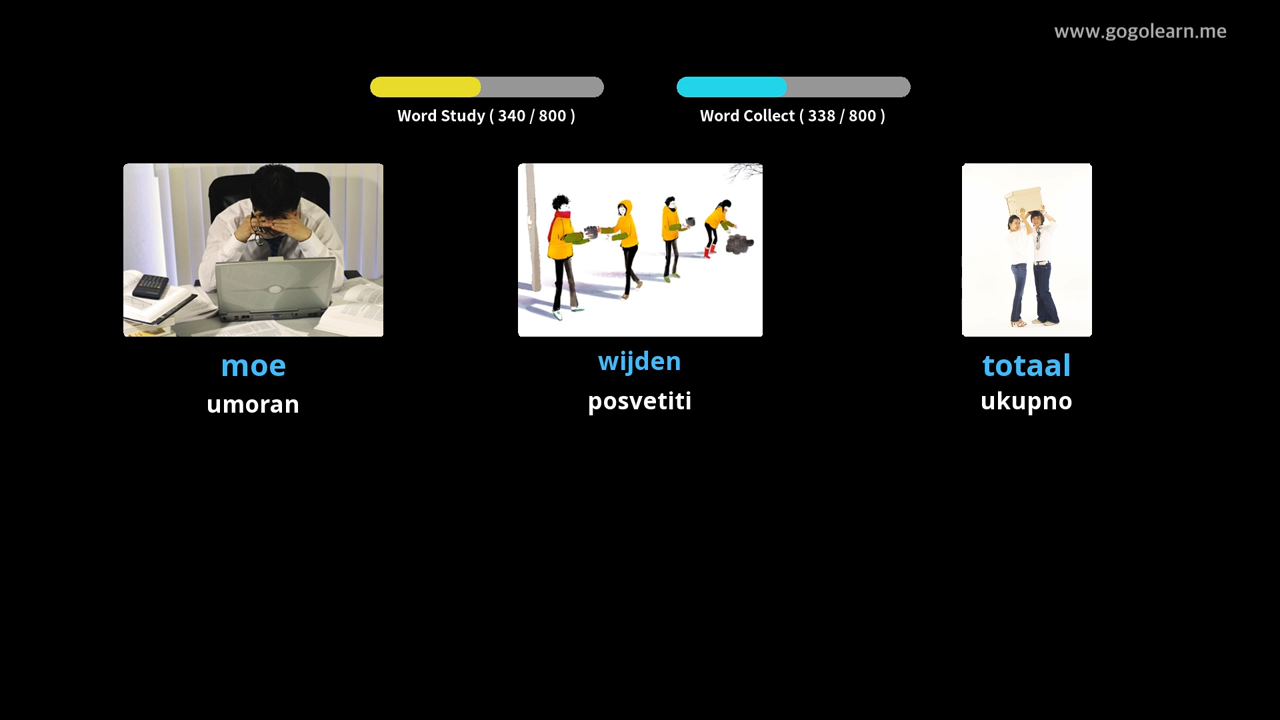 www.gogolearn.me
Word Study ( 340 / 800 )
Word Collect ( 338 / 800 )
moe
umoran
wijden
posvetiti
totaal
ukupno